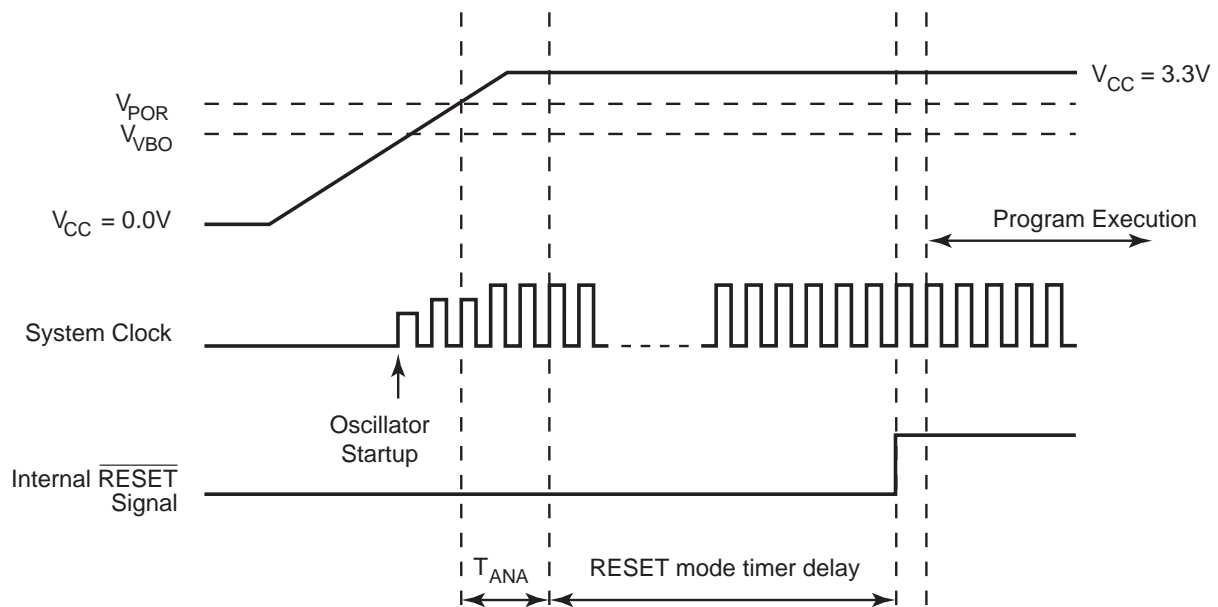 V_CC = 3.3V
V_POR
V_VBO
V_CC = 0.0V
Program Execution
System Clock
Oscillator
Startup
Internal R̅E̅S̅E̅T̅
Signal
T_ANA
RESET mode timer delay